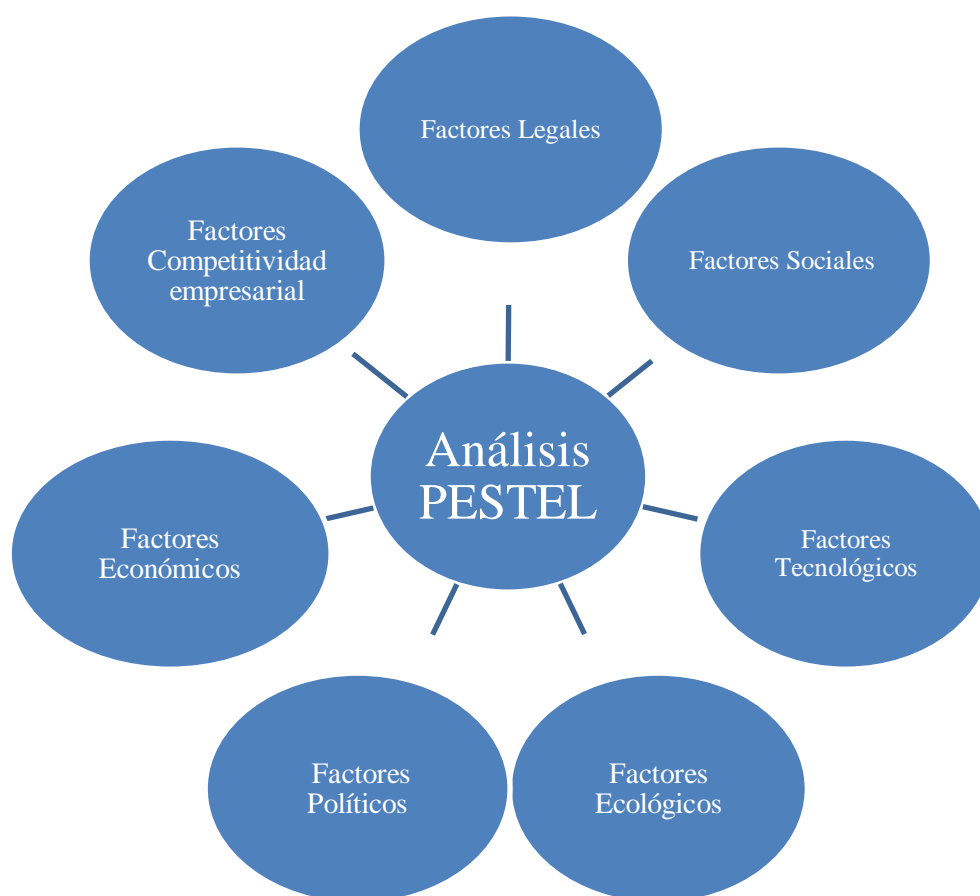 Factores Legales
Factores
Competitividad
empresarial
Factores Sociales
Análisis
PESTEL
Factores
Económicos
Factores
Tecnológicos
Factores
Políticos
Factores
Ecológicos